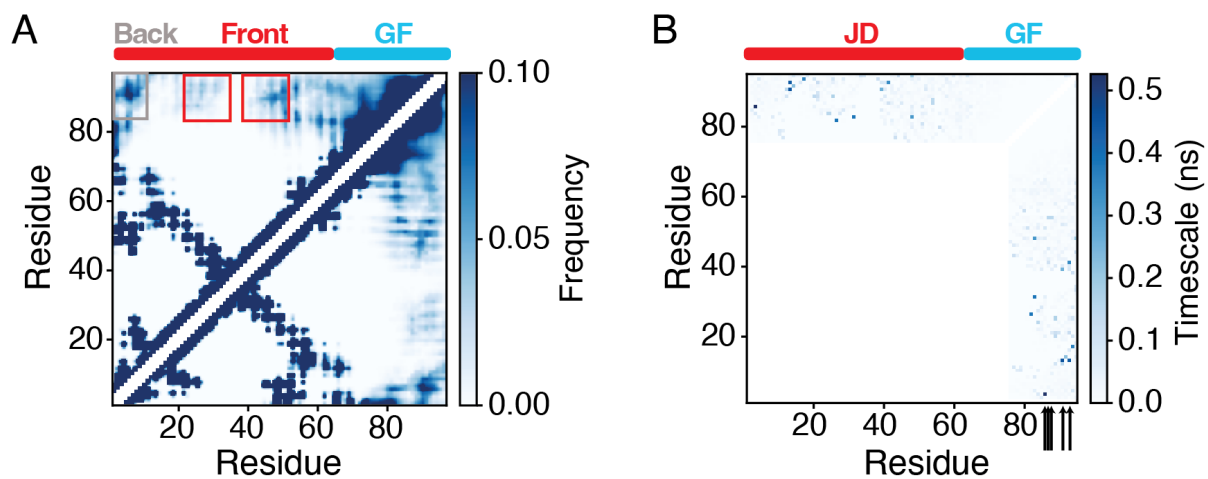 A
Back Front GF
80
60
40
20
Residue
20 40 60 80
Residue
0.10
0.05
0.00
Frequency
B
JD GF
80
60
40
20
Residue
20 40 60 80
Residue
0.5
0.4
0.3
0.2
0.1
0.0
Timescale (ns)